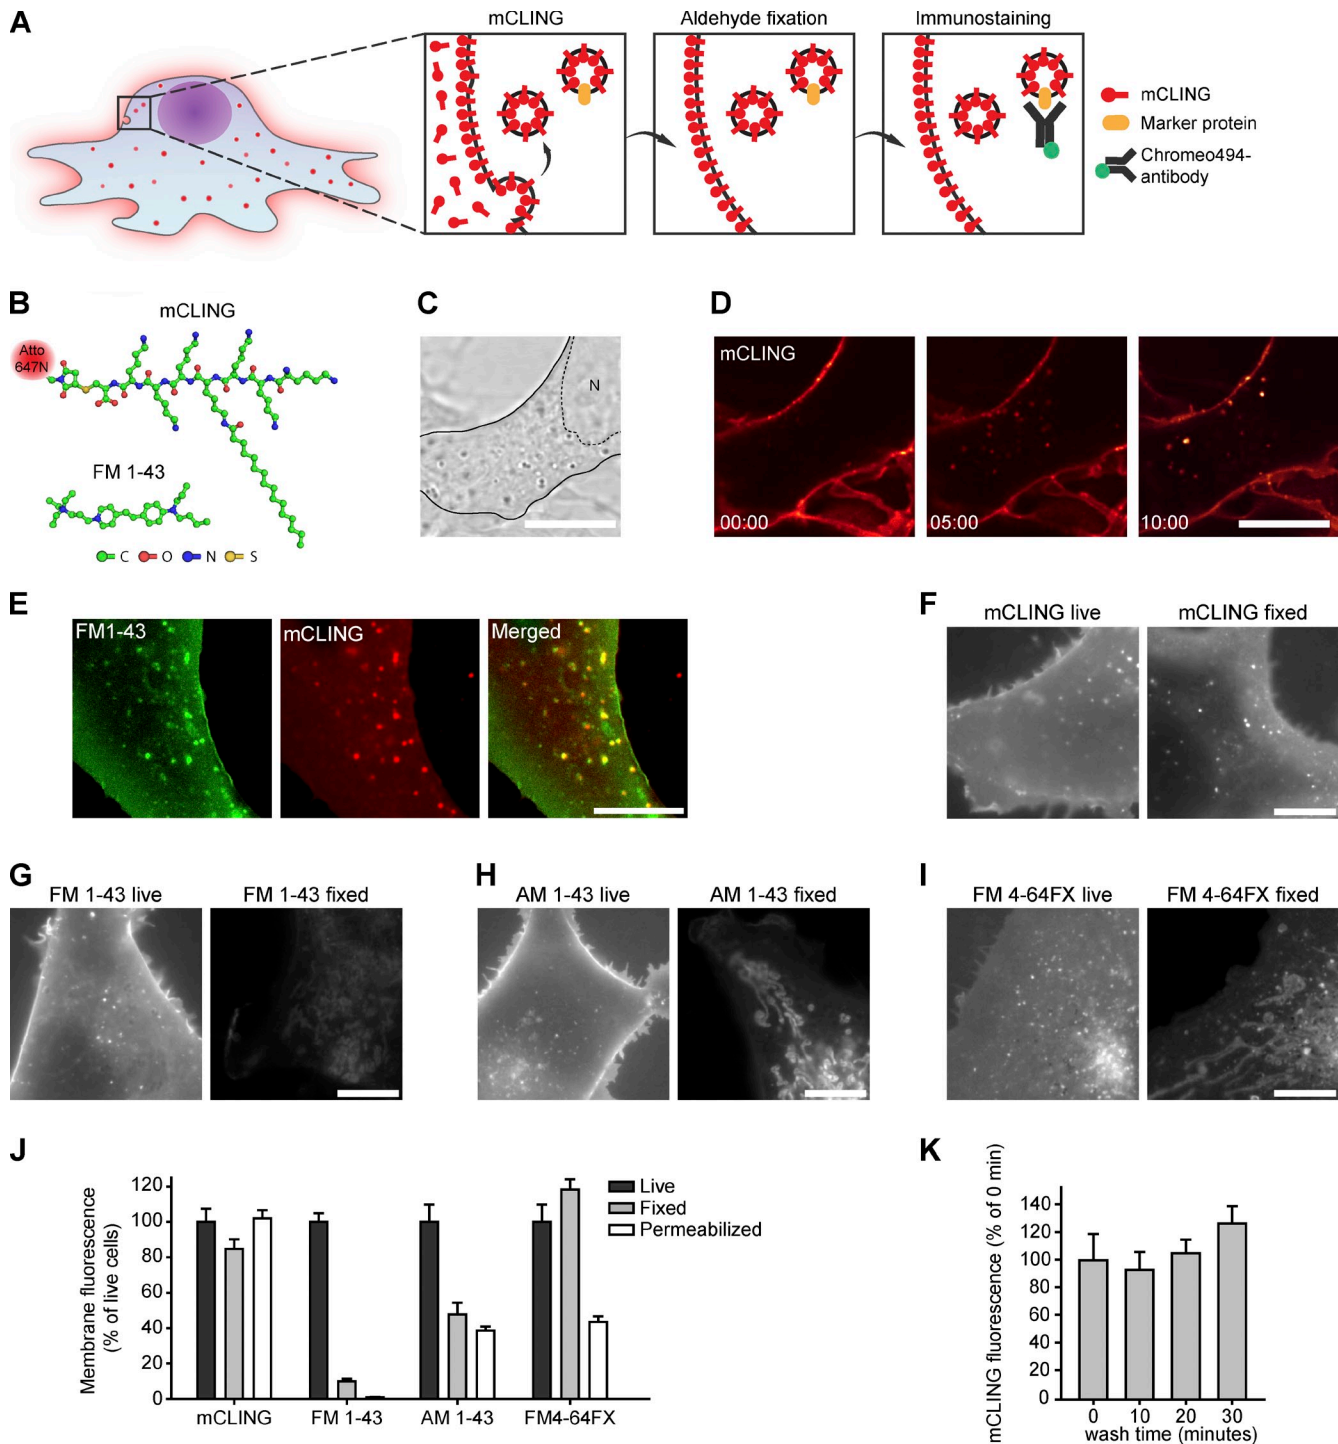 A
mCLING
Aldehyde fixation
Immunostaining
mCLING
Marker protein
Chromeo494-
antibody
B
mCLING
Atto
647N
FM 1-43
C O N S
C
N
D
mCLING
00:00
05:00
10:00
E
FM1-43
mCLING
Merged
F
mCLING live
mCLING fixed
G
FM 1-43 live
FM 1-43 fixed
H
AM 1-43 live
AM 1-43 fixed
I
FM 4-64FX live
FM 4-64FX fixed
J
Membrane fluorescence
(% of live cells)
120
100
80
60
40
20
0
mCLING
FM 1-43
AM 1-43
FM4-64FX
Live
Fixed
Permeabilized
K
mCLING fluorescence (% of 0 min)
140
120
100
80
60
40
20
0
0 10 20 30
wash time (minutes)